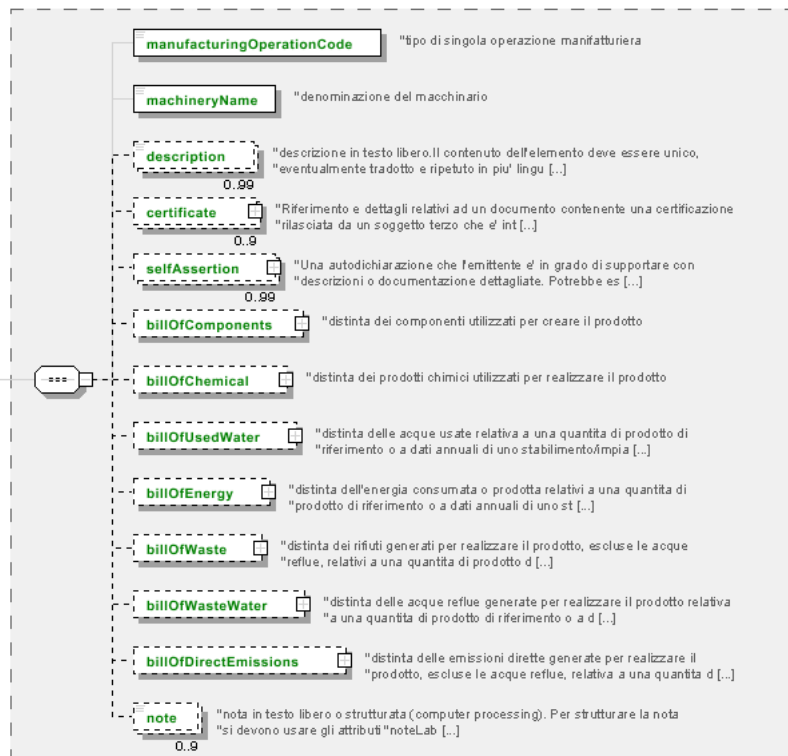 manufacturingOperationCode "tipo di singola operazione manifatturiera
machineryName "denominazione del macchinario
description "descrizione in testo libero.Il contenuto dell'elemento deve essere unico,
"eventualmente tradotto e ripetuto in piu' lingu [...]
0..99
certificate "Riferimento e dettagli relativi ad un documento contenente una certificazione
"rilasciata da un soggetto terzo che e' int [...]
0..9
selfAssertion "Una autodichiarazione che l'emittente e' in grado di supportare con
"descrizioni o documentazione dettagliate. Potrebbe es [...]
0..99
billOfComponents "distinta dei componenti utilizzati per creare il prodotto
billOfChemical "distinta dei prodotti chimici utilizzati per realizzare il prodotto
billOfUsedWater "distinta delle acque usate relativa a una quantita di prodotto di
"riferimento o a dati annuali di uno stabilimento/impia [...]
billOfEnergy "distinta dell'energia consumata o prodotta relativi a una quantita di
"prodotto di riferimento o a dati annuali di uno st [...]
billOfWaste "distinta dei rifiuti generati per realizzare il prodotto, escluse le acque
"reflue, relativi a una quantita di prodotto d [...]
billOfWasteWater "distinta delle acque reflue generate per realizzare il prodotto relativa
"a una quantita di prodotto di riferimento o a d [...]
billOfDirectEmissions "distinta delle emissioni dirette generate per realizzare il
"prodotto, escluse le acque reflue, relativa a una quantita d [...]
note "nota in testo libero o strutturata (computer processing). Per strutturare la nota
"si devono usare gli attributi "noteLab [...]
0..9